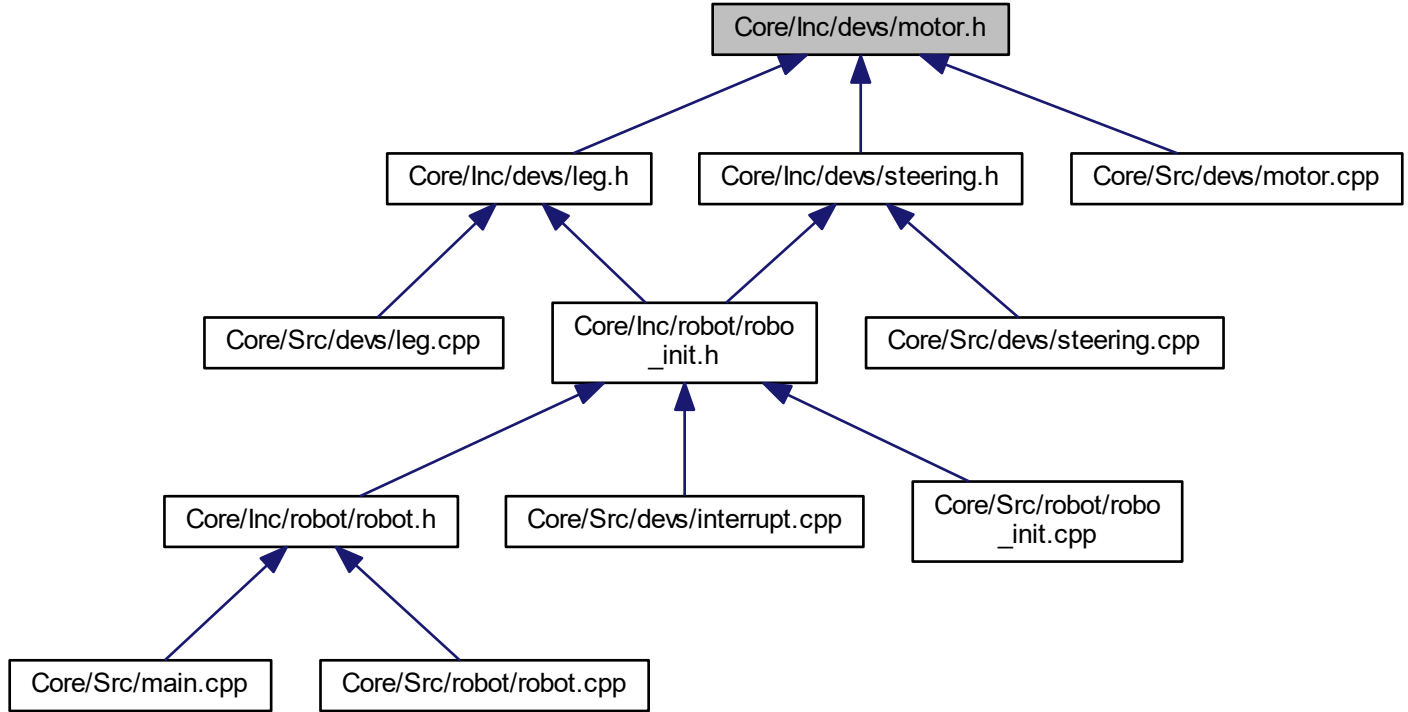 Core/Inc/devs/motor.h
Core/Inc/devs/leg.h
Core/Inc/devs/steering.h
Core/Src/devs/motor.cpp
Core/Src/devs/leg.cpp
Core/Inc/robot/robo
_init.h
Core/Src/devs/steering.cpp
Core/Inc/robot/robot.h
Core/Src/devs/interrupt.cpp
Core/Src/robot/robo
_init.cpp
Core/Src/main.cpp
Core/Src/robot/robot.cpp